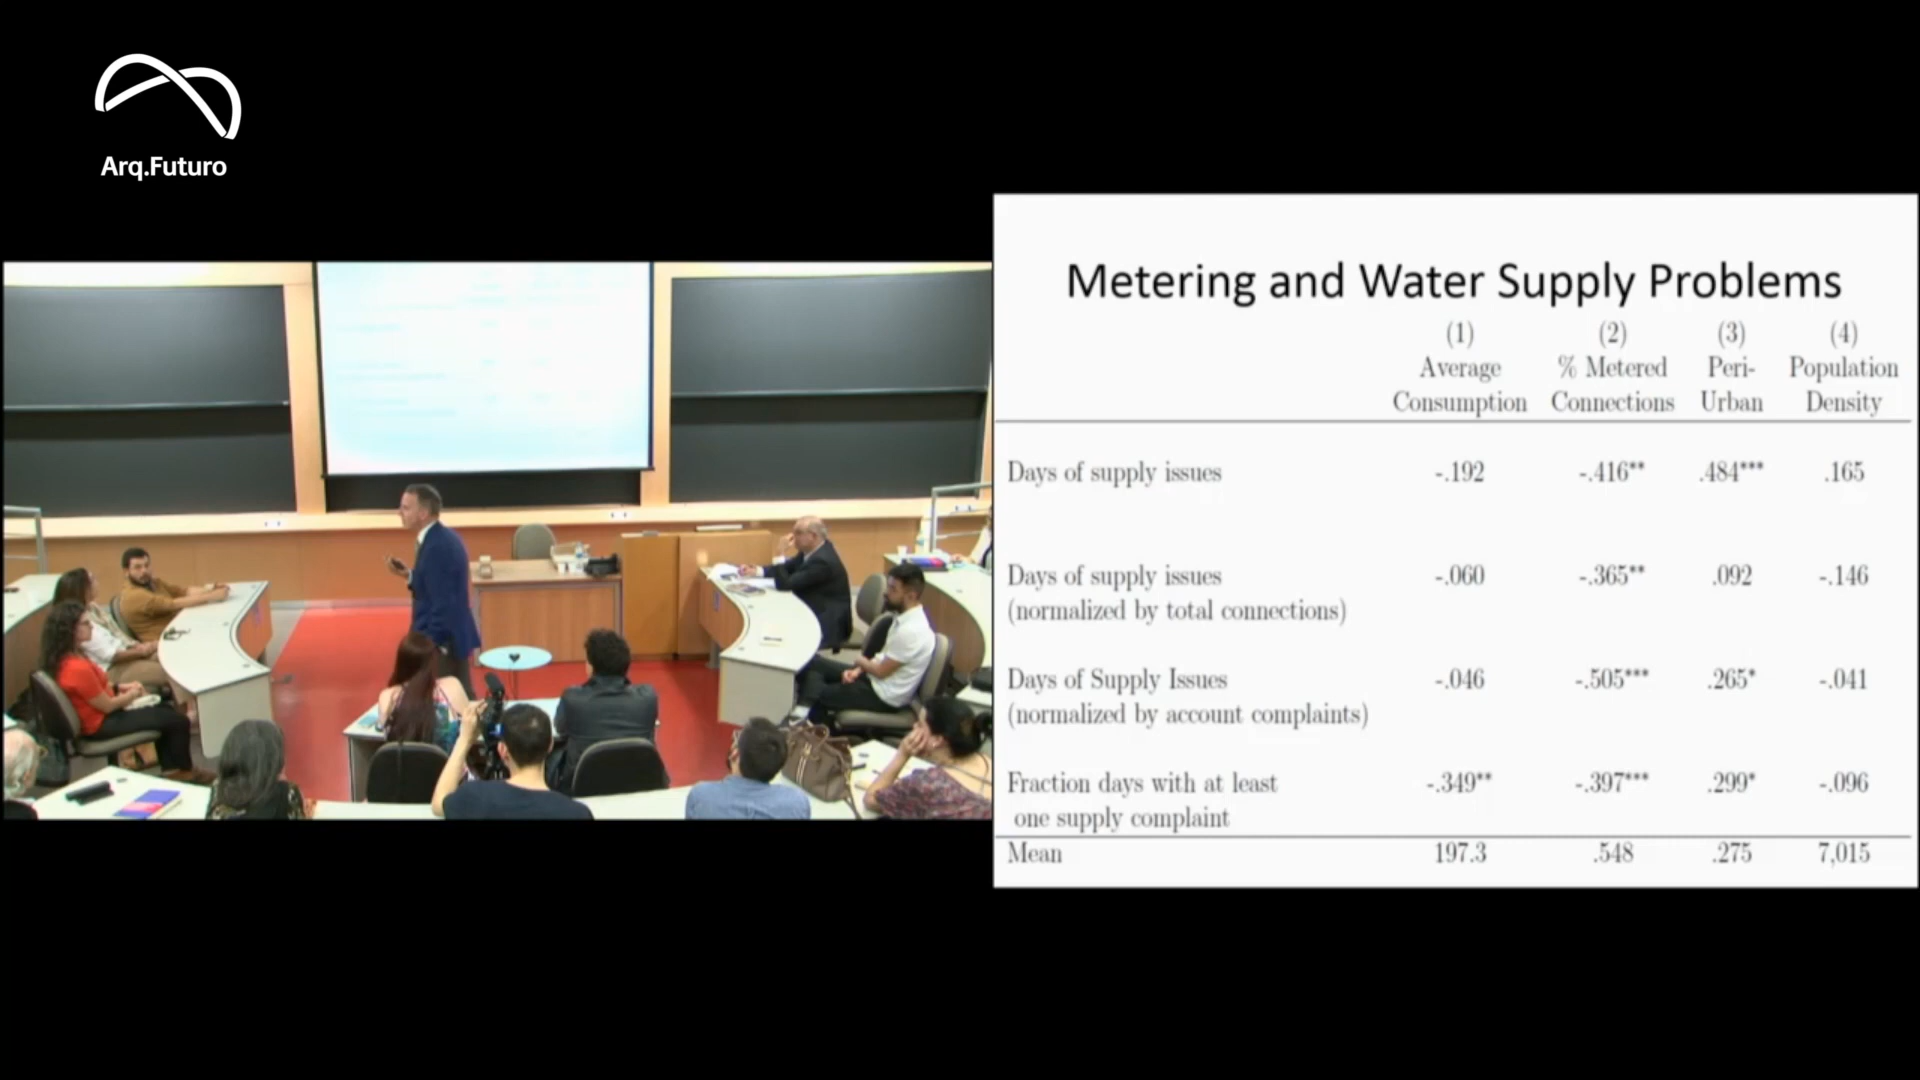 Arq.Futuro
Metering and Water Supply Problems
(1) (2) (3) (4)
Average % Metered Peri- Population
Consumption Connections Urban Density
Days of supply issues -.192 -.416** .484*** .165
Days of supply issues -.060 -.365** .092 -.146
(normalized by total connections)
Days of Supply Issues -.046 -.505*** .265* -.041
(normalized by account complaints)
Fraction days with at least -.349** -.397*** .299* -.096
one supply complaint
Mean 197.3 .548 .275 7,015